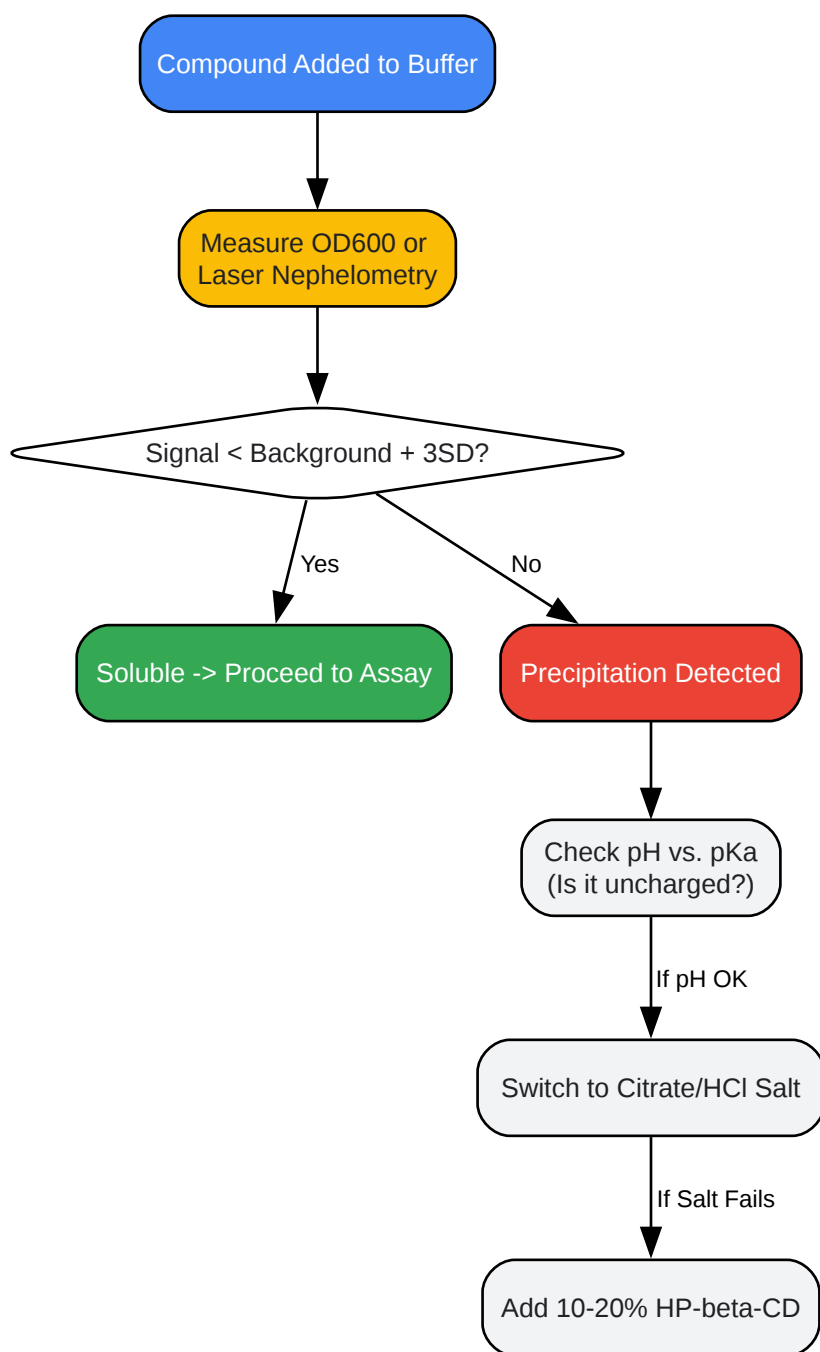 Compound Added to Buffer
Measure OD600 or
Laser Nephelometry
Signal < Background + 3SD?
Yes
No
Soluble -> Proceed to Assay
Precipitation Detected
Check pH vs. pKa
(Is it uncharged?)
If pH OK
Switch to Citrate/HCl Salt
If Salt Fails
Add 10-20% HP-beta-CD